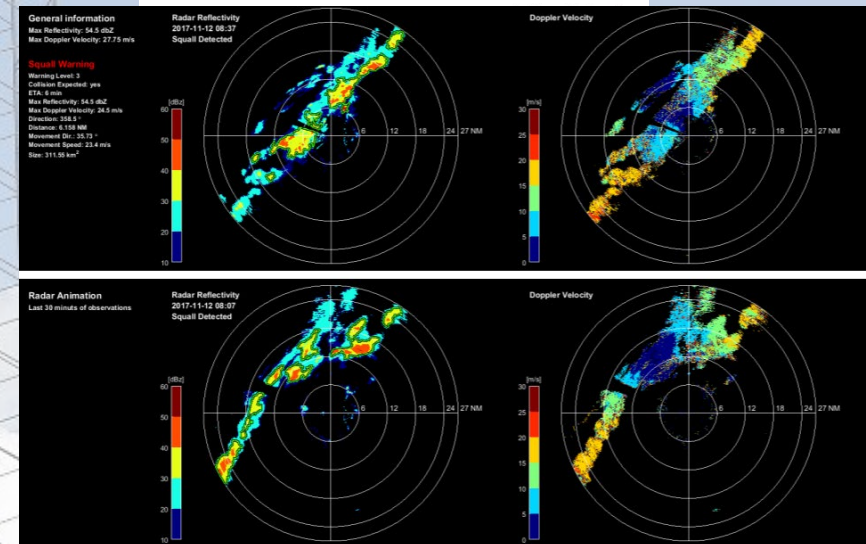 General information
Max Reflectivity: 54.5 dbZ
Max Doppler Velocity: 27.75 m/s
Squall Warning
Warning Level: 3
Collision Expected: yes
ETA: 6 min
Max Reflectivity: 54.5 dbZ
Max Doppler Velocity: 24.5 m/s
Direction: 358.5 °
Distance: 6.158 NM
Movement Dir.: 35.73 °
Movement Speed: 23.4 m/s
Size: 311.55 km²
Radar Reflectivity
2017-11-12 08:37
Squall Detected
[dBz]
60
50
40
30
20
10
6 12 18 24 27 NM
Doppler Velocity
[m/s]
30
25
20
15
10
5
0
6 12 18 24 27 NM
Radar Animation
Last 30 minuts of observations
Radar Reflectivity
2017-11-12 08:07
Squall Detected
[dBz]
60
50
40
30
20
10
6 12 18 24 27 NM
Doppler Velocity
[m/s]
30
25
20
15
10
5
0
6 12 18 24 27 NM